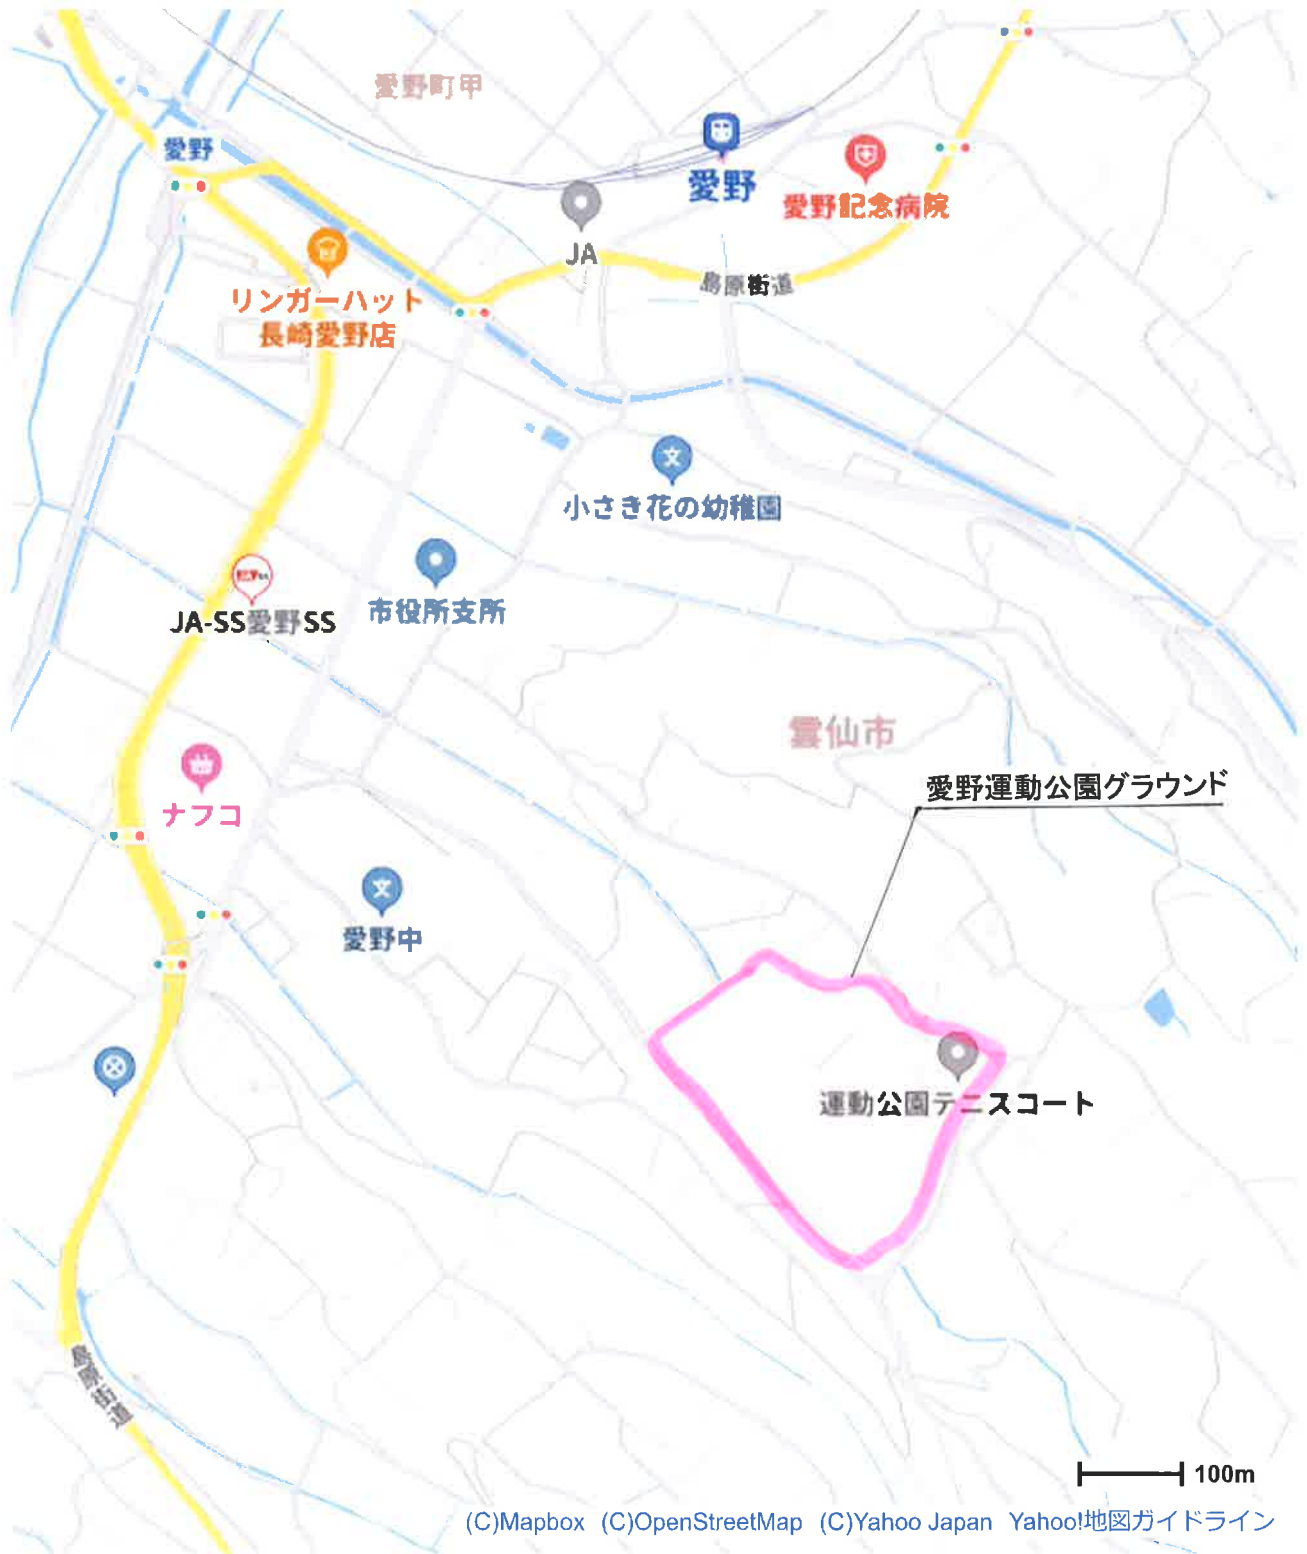 愛野町甲
愛野
愛野
愛野記念病院
JA
島原街道
リンガーハット
長崎愛野店
小さき花の幼稚園
市役所支所
JA-SS愛野SS
雲仙市
愛野運動公園グラウンド
ナフコ
愛野中
運動公園テニスコート
島原街道
100m
(C)Mapbox (C)OpenStreetMap (C)Yahoo Japan Yahoo!地図ガイドライン